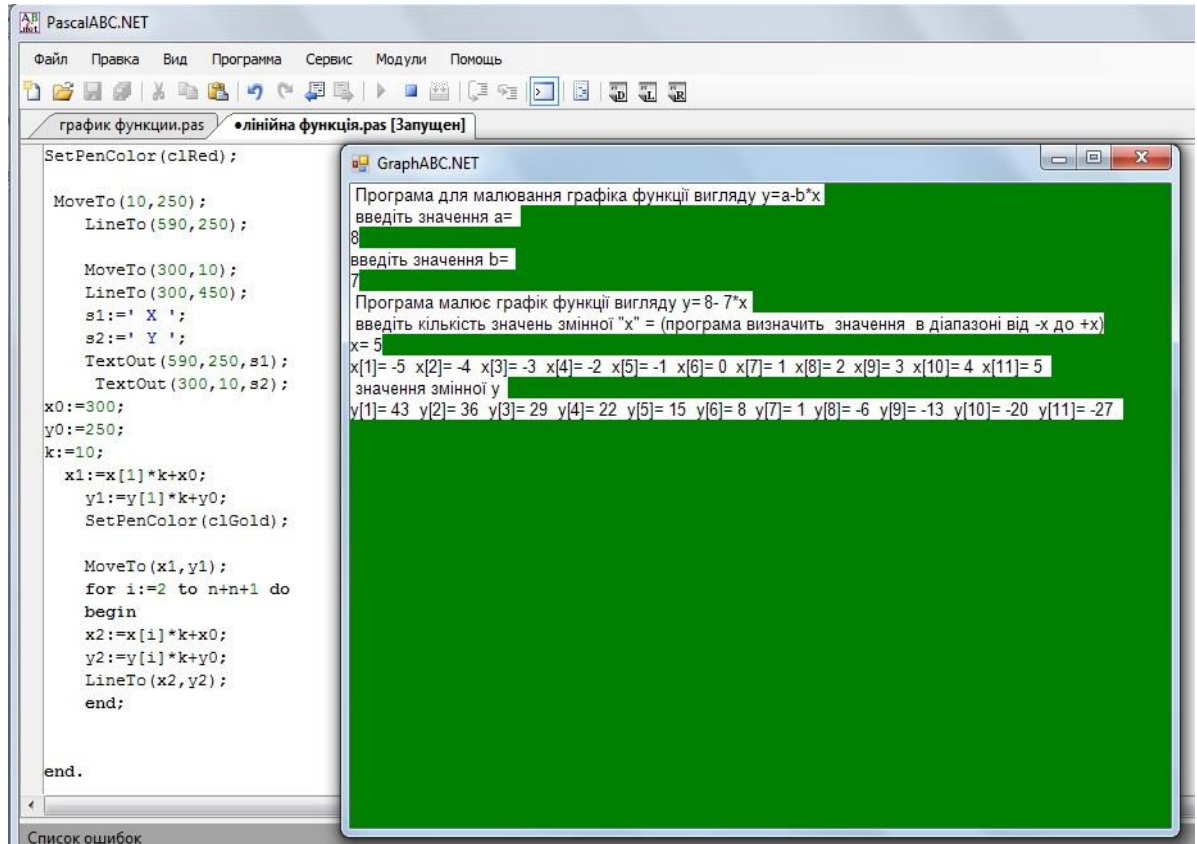 PascalABC.NET
Файл Правка Вид Программа Сервис Модули Помощь
график функции.pas •лінійна функція.pas [Запущен]
SetPenColor(clRed);
MoveTo(10,250);
LineTo(590,250);
MoveTo(300,10);
LineTo(300,450);
s1:=' X ';
s2:=' Y ';
TextOut(590,250,s1);
TextOut(300,10,s2);
x0:=300;
y0:=250;
k:=10;
x1:=x[1]*k+x0;
y1:=y[1]*k+y0;
SetPenColor(clGold);
MoveTo(x1,y1);
for i:=2 to n+n+1 do
begin
x2:=x[i]*k+x0;
y2:=y[i]*k+y0;
LineTo(x2,y2);
end;
end.
Список ошибок
GraphABC.NET
Програма для малювання графіка функції вигляду y=a-b*x
введіть значення a=
8
введіть значення b=
7
Програма малює графік функції вигляду y= 8- 7*x
введіть кількість значень змінної "x" = (програма визначить значення в діапазоні від -x до +x)
x= 5
x[1]= -5 x[2]= -4 x[3]= -3 x[4]= -2 x[5]= -1 x[6]= 0 x[7]= 1 x[8]= 2 x[9]= 3 x[10]= 4 x[11]= 5
значення змінної y
y[1]= 43 y[2]= 36 y[3]= 29 y[4]= 22 y[5]= 15 y[6]= 8 y[7]= 1 y[8]= -6 y[9]= -13 y[10]= -20 y[11]= -27